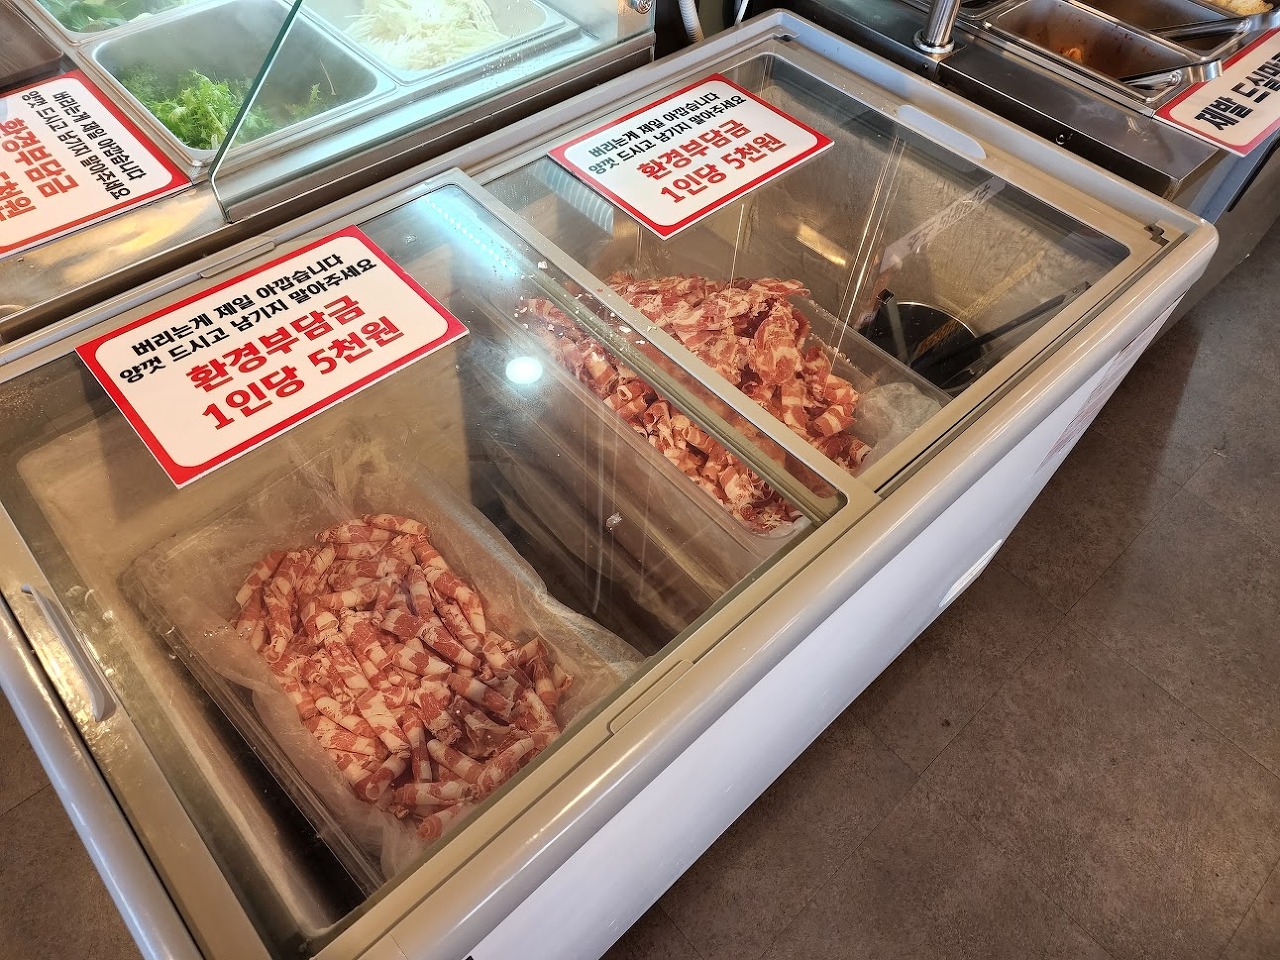 버리는게 제일 아깝습니다
양껏 드시고 남기지 말아주세요
환경부담금
1인당 5천원
버리는게 제일 아깝습니다
양껏 드시고 남기지 말아주세요
환경부담금
1인당 5천원
버리는게 제일 아깝습니다
양껏 드시고 남기지 말아주세요
환경부담금
5천원
제발 드실만큼